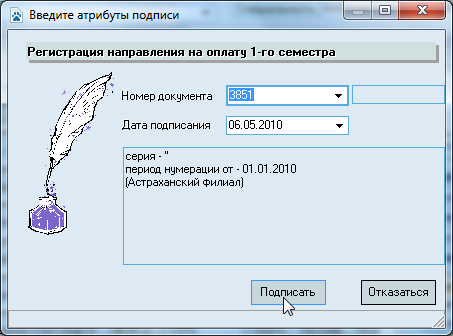 Введите атрибуты подписи
Регистрация направления на оплату 1-го семестра
Номер документа 3851
Дата подписания 06.05.2010
серия - "
период нумерации от - 01.01.2010
(Астраханский Филиал)
Подписать Отказаться